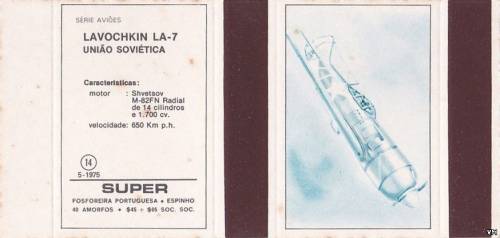 SÉRIE AVIÕES
LAVOCHKIN LA-7
UNIÃO SOVIÉTICA
Características:
motor : Shvetsov
M-82FN Radial
de 14 cilindros
e 1.700 cv.
velocidade: 650 Km p.h.
14
5-1975
SUPER
FOSFOREIRA PORTUGUESA • ESPINHO
40 AMORFOS • $45 + $05 SOC. SOC.